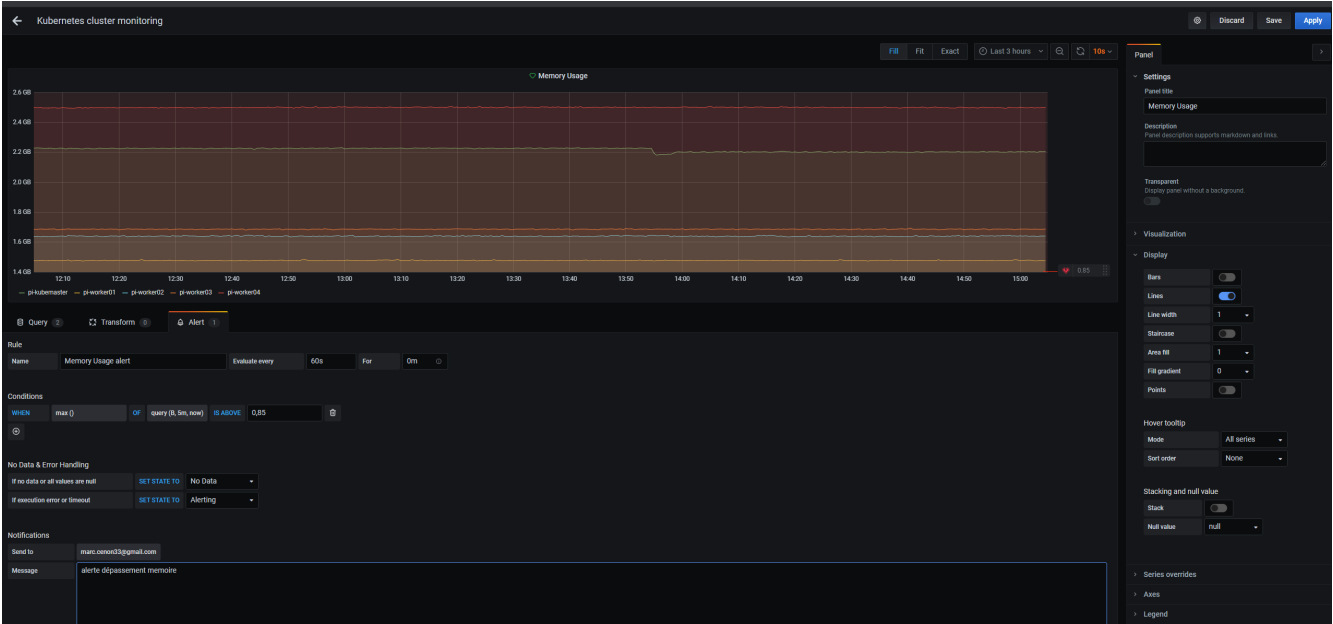 Kubernetes cluster monitoring
Discard Save Apply
Fill Fit Exact Last 3 hours 10s
Memory Usage
2.6 GB
2.4 GB
2.2 GB
2.0 GB
1.8 GB
1.6 GB
1.4 GB
12:10 12:20 12:30 12:40 12:50 13:00 13:10 13:20 13:30 13:40 13:50 14:00 14:10 14:20 14:30 14:40 14:50 15:00
0.85
pi-kubemaster pi-worker01 pi-worker02 pi-worker03 pi-worker04
Query 2 Transform 0 Alert 1
Rule
Name Memory Usage alert Evaluate every 60s For 0m
Conditions
WHEN max () OF query (B, 5m, now) IS ABOVE 0,85
No Data & Error Handling
If no data or all values are null SET STATE TO No Data
If execution error or timeout SET STATE TO Alerting
Notifications
Send to marc.cenon33@gmail.com
Message alerte dépassement memoire
Panel
Settings
Panel title
Memory Usage
Description
Panel description supports markdown and links.
Transparent
Display panel without a background.
Visualization
Display
Bars
Lines
Line width 1
Staircase
Area fill 1
Fill gradient 0
Points
Hover tooltip
Mode All series
Sort order None
Stacking and null value
Stack
Null value null
Series overrides
Axes
Legend